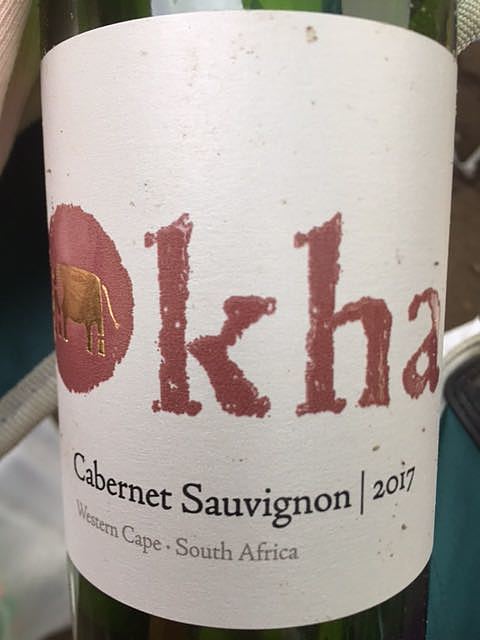 Okha
Cabernet Sauvignon | 2017
Western Cape · South Africa